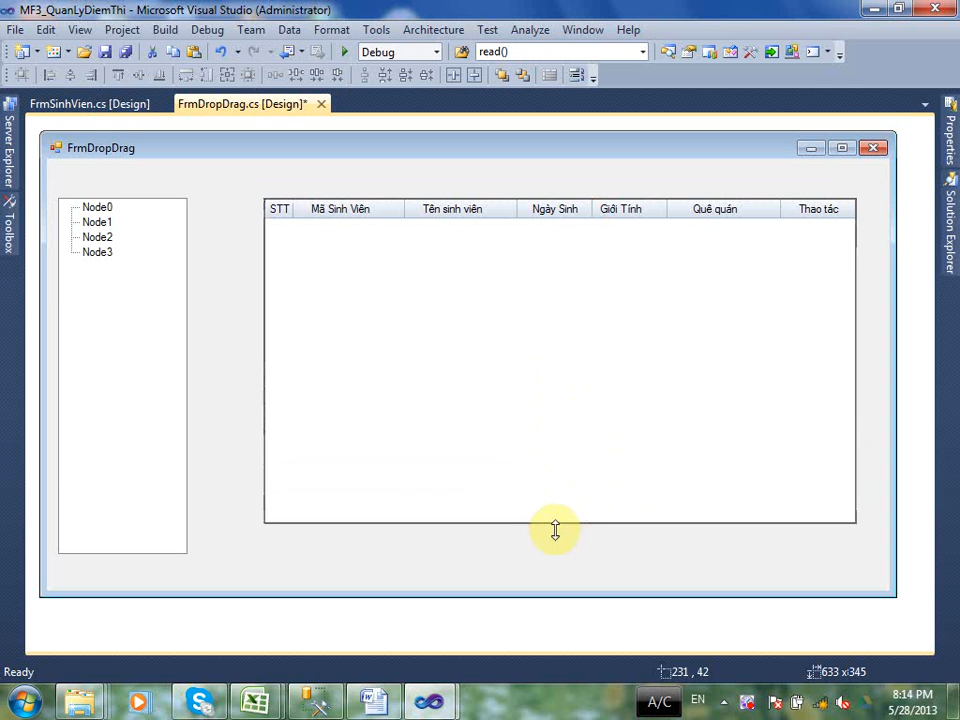 MF3_QuanLyDiemThi - Microsoft Visual Studio (Administrator)
File Edit View Project Build Debug Team Data Format Tools Architecture Test Analyze Window Help
Debug read()
FrmSinhVien.cs [Design] FrmDropDrag.cs [Design]*
Server Explorer
Toolbox
Properties
Solution Explorer
FrmDropDrag
Node0
Node1
Node2
Node3
STT Mã Sinh Viên Tên sinh viên Ngày Sinh Giới Tính Quê quán Thao tác
Ready 231 , 42 633 x 345
A/C EN 8:14 PM
5/28/2013